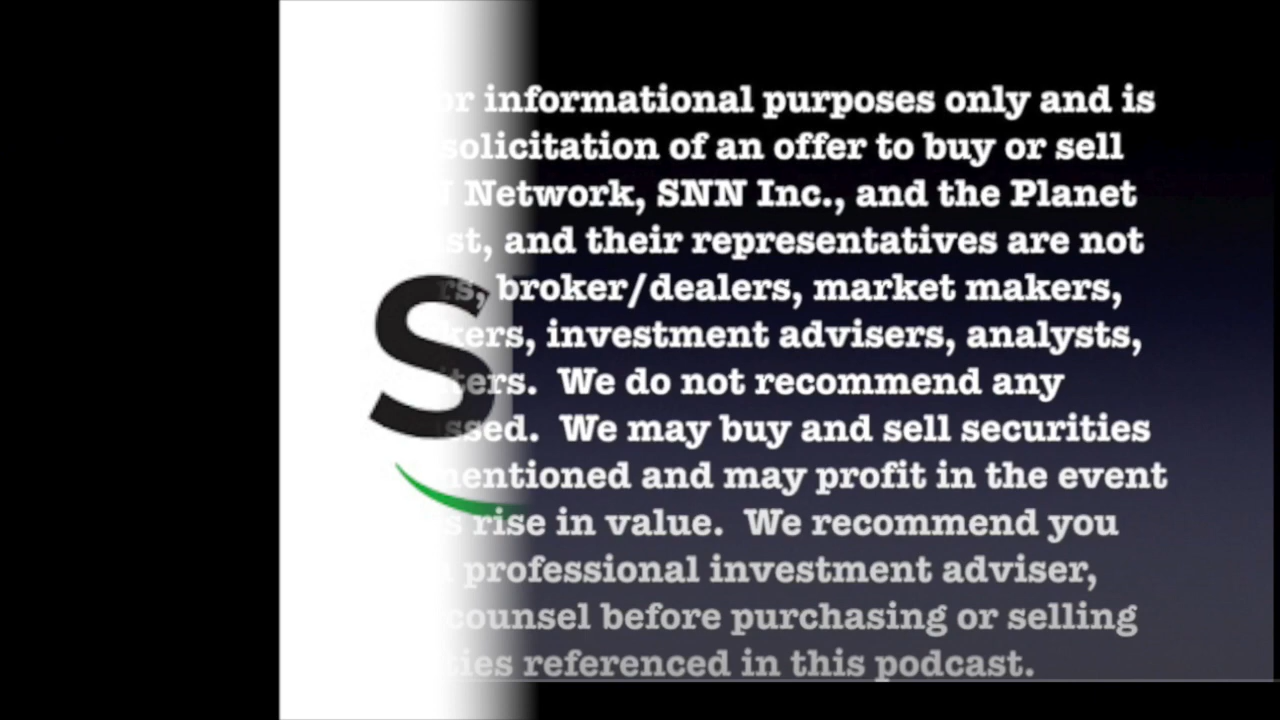 or informational purposes only and is
solicitation of an offer to buy or sell
Network, SNN Inc., and the Planet
st, and their representatives are not
rs, broker/dealers, market makers,
kers, investment advisers, analysts,
ters. We do not recommend any
ssed. We may buy and sell securities
mentioned and may profit in the event
s rise in value. We recommend you
professional investment adviser,
counsel before purchasing or selling
ties referenced in this podcast.
S